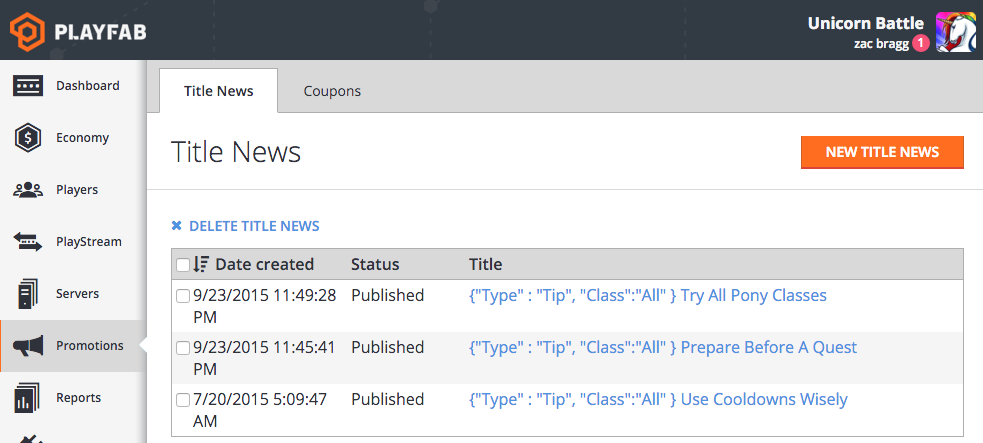 PLAYFAB
Unicorn Battle
zac bragg 1
Dashboard
Economy
Players
PlayStream
Servers
Promotions
Reports
Title News Coupons
Title News
NEW TITLE NEWS
✖ DELETE TITLE NEWS
Date created Status Title
9/23/2015 11:49:28 Published {"Type" : "Tip", "Class":"All" } Try All Pony Classes
PM
9/23/2015 11:45:41 Published {"Type" : "Tip", "Class":"All" } Prepare Before A Quest
PM
7/20/2015 5:09:47 Published {"Type" : "Tip", "Class":"All" } Use Cooldowns Wisely
AM